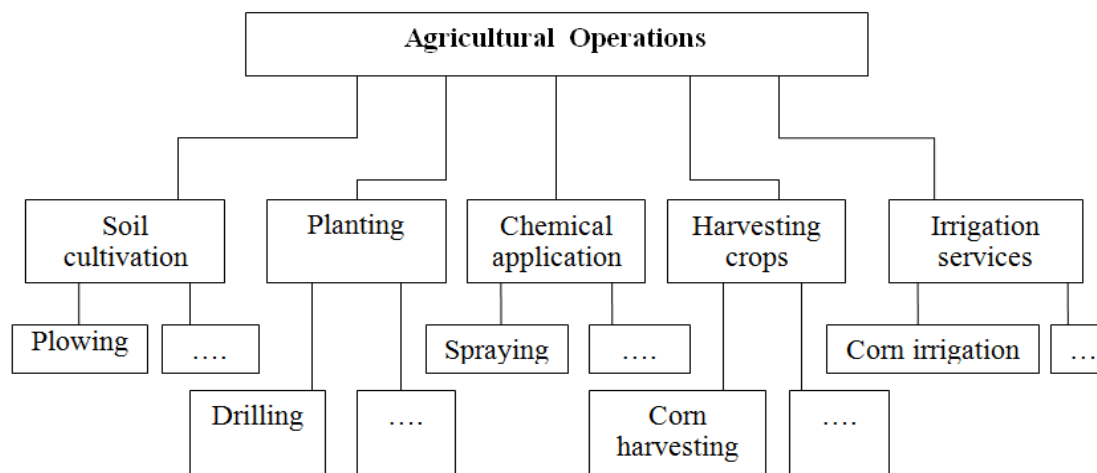 Agricultural Operations
Soil
cultivation
Planting
Chemical
application
Harvesting
crops
Irrigation
services
Plowing
....
Spraying
....
Corn irrigation
...
Drilling
....
Corn
harvesting
....